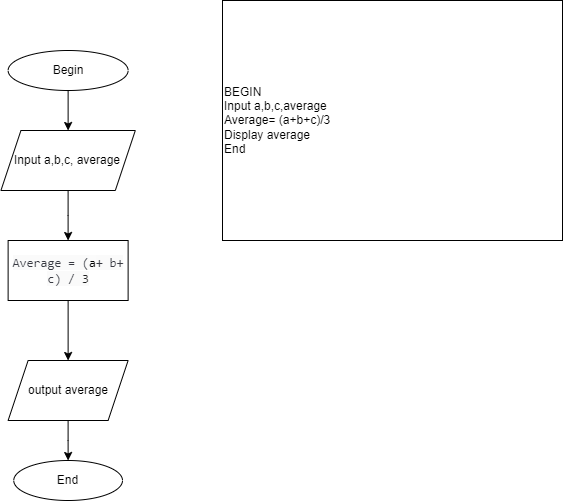 Begin
Input a,b,c, average
Average = (a+ b+
c) / 3
output average
End
BEGIN
Input a,b,c,average
Average= (a+b+c)/3
Display average
End